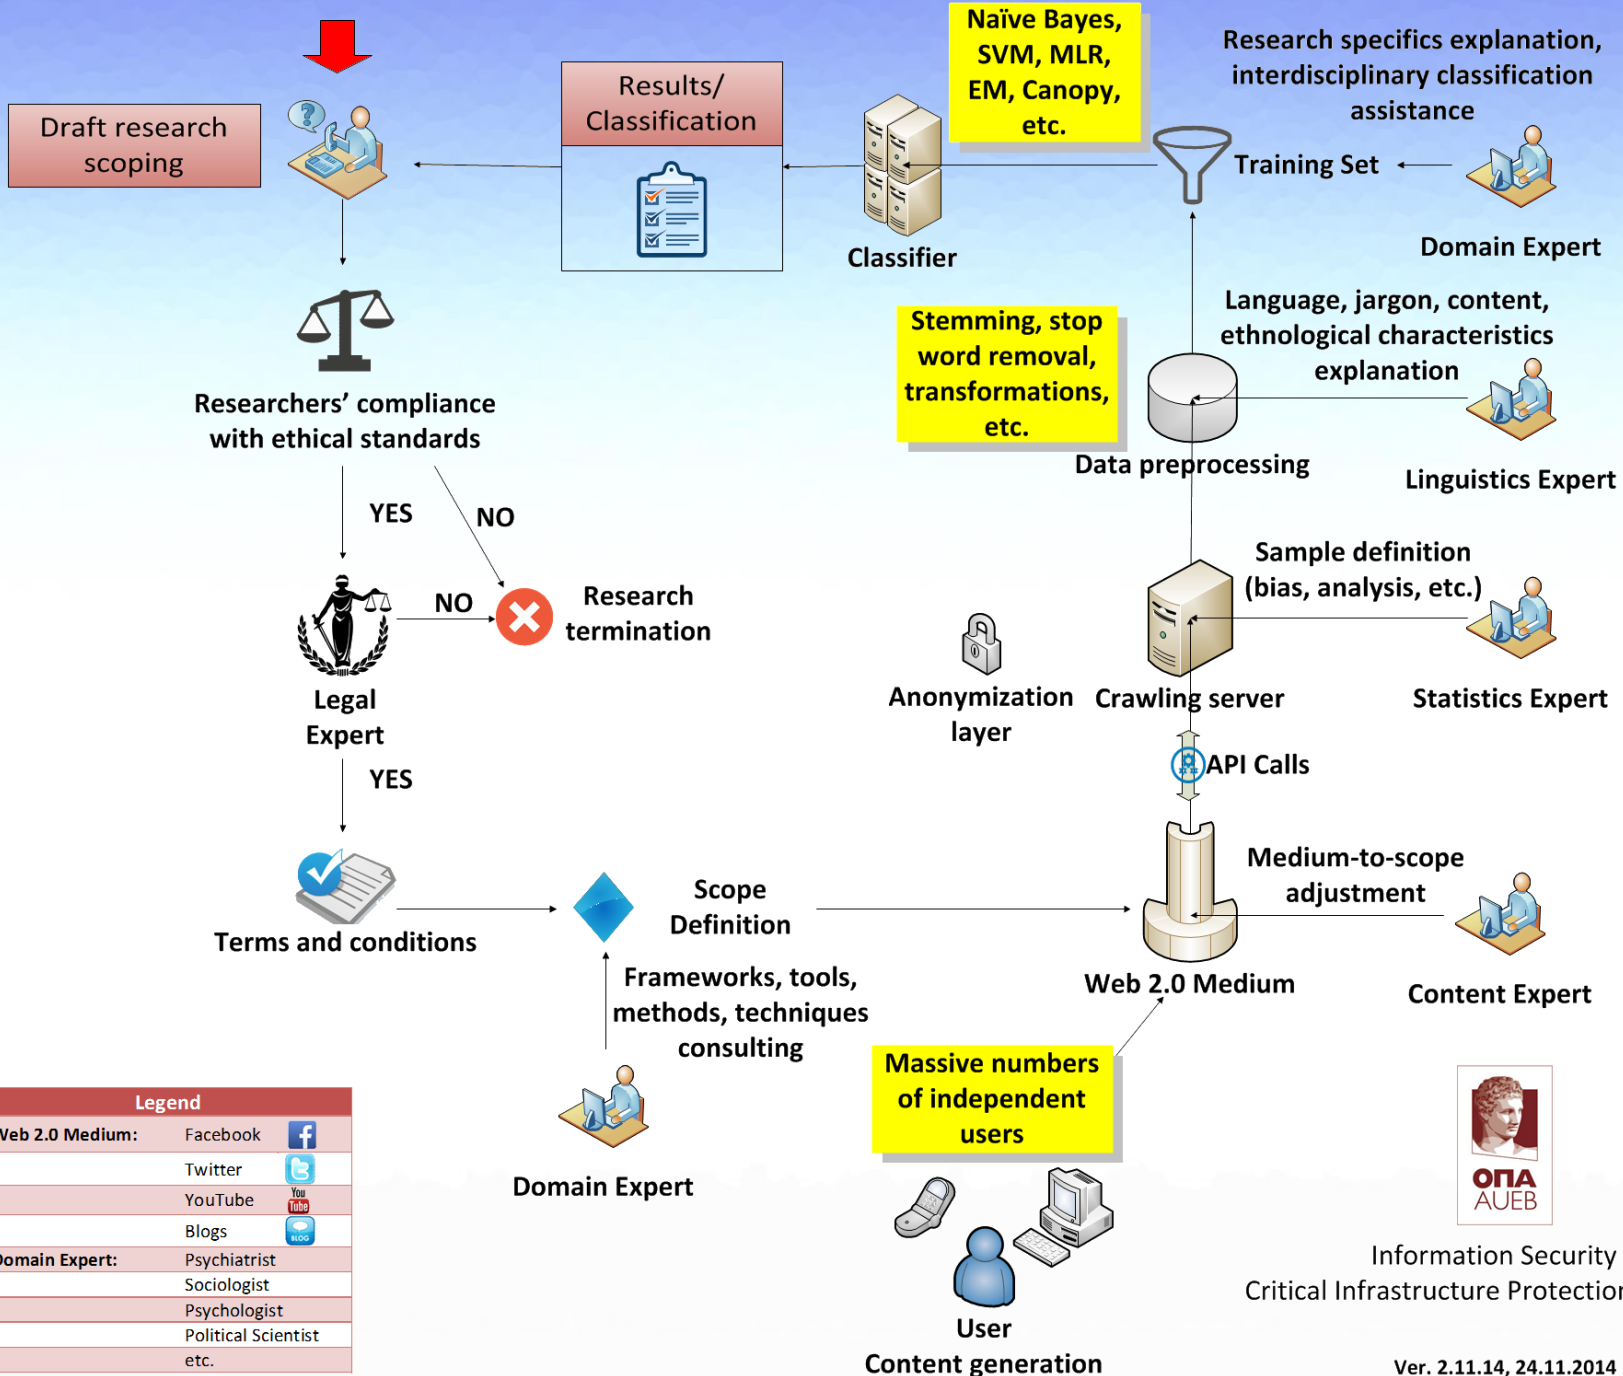 Draft research
scoping
Results/
Classification
Naïve Bayes,
SVM, MLR,
EM, Canopy,
etc.
Research specifics explanation,
interdisciplinary classification
assistance
Training Set
Domain Expert
Classifier
Language, jargon, content,
ethnological characteristics
explanation
Stemming, stop
word removal,
transformations,
etc.
Data preprocessing
Linguistics Expert
Researchers' compliance
with ethical standards
YES
NO
NO
Research
termination
Legal
Expert
YES
Sample definition
(bias, analysis, etc.)
Anonymization
layer
Crawling server
Statistics Expert
API Calls
Terms and conditions
Scope
Definition
Medium-to-scope
adjustment
Web 2.0 Medium
Content Expert
Frameworks, tools,
methods, techniques
consulting
Domain Expert
Massive numbers
of independent
users
User
Content generation
Legend
Web 2.0 Medium: Facebook f
Twitter t
YouTube You Tube
Blogs BLOG
Domain Expert: Psychiatrist
Sociologist
Psychologist
Political Scientist
etc.
ΟΠΑ
AUEB
Information Security
Critical Infrastructure Protection
Ver. 2.11.14, 24.11.2014